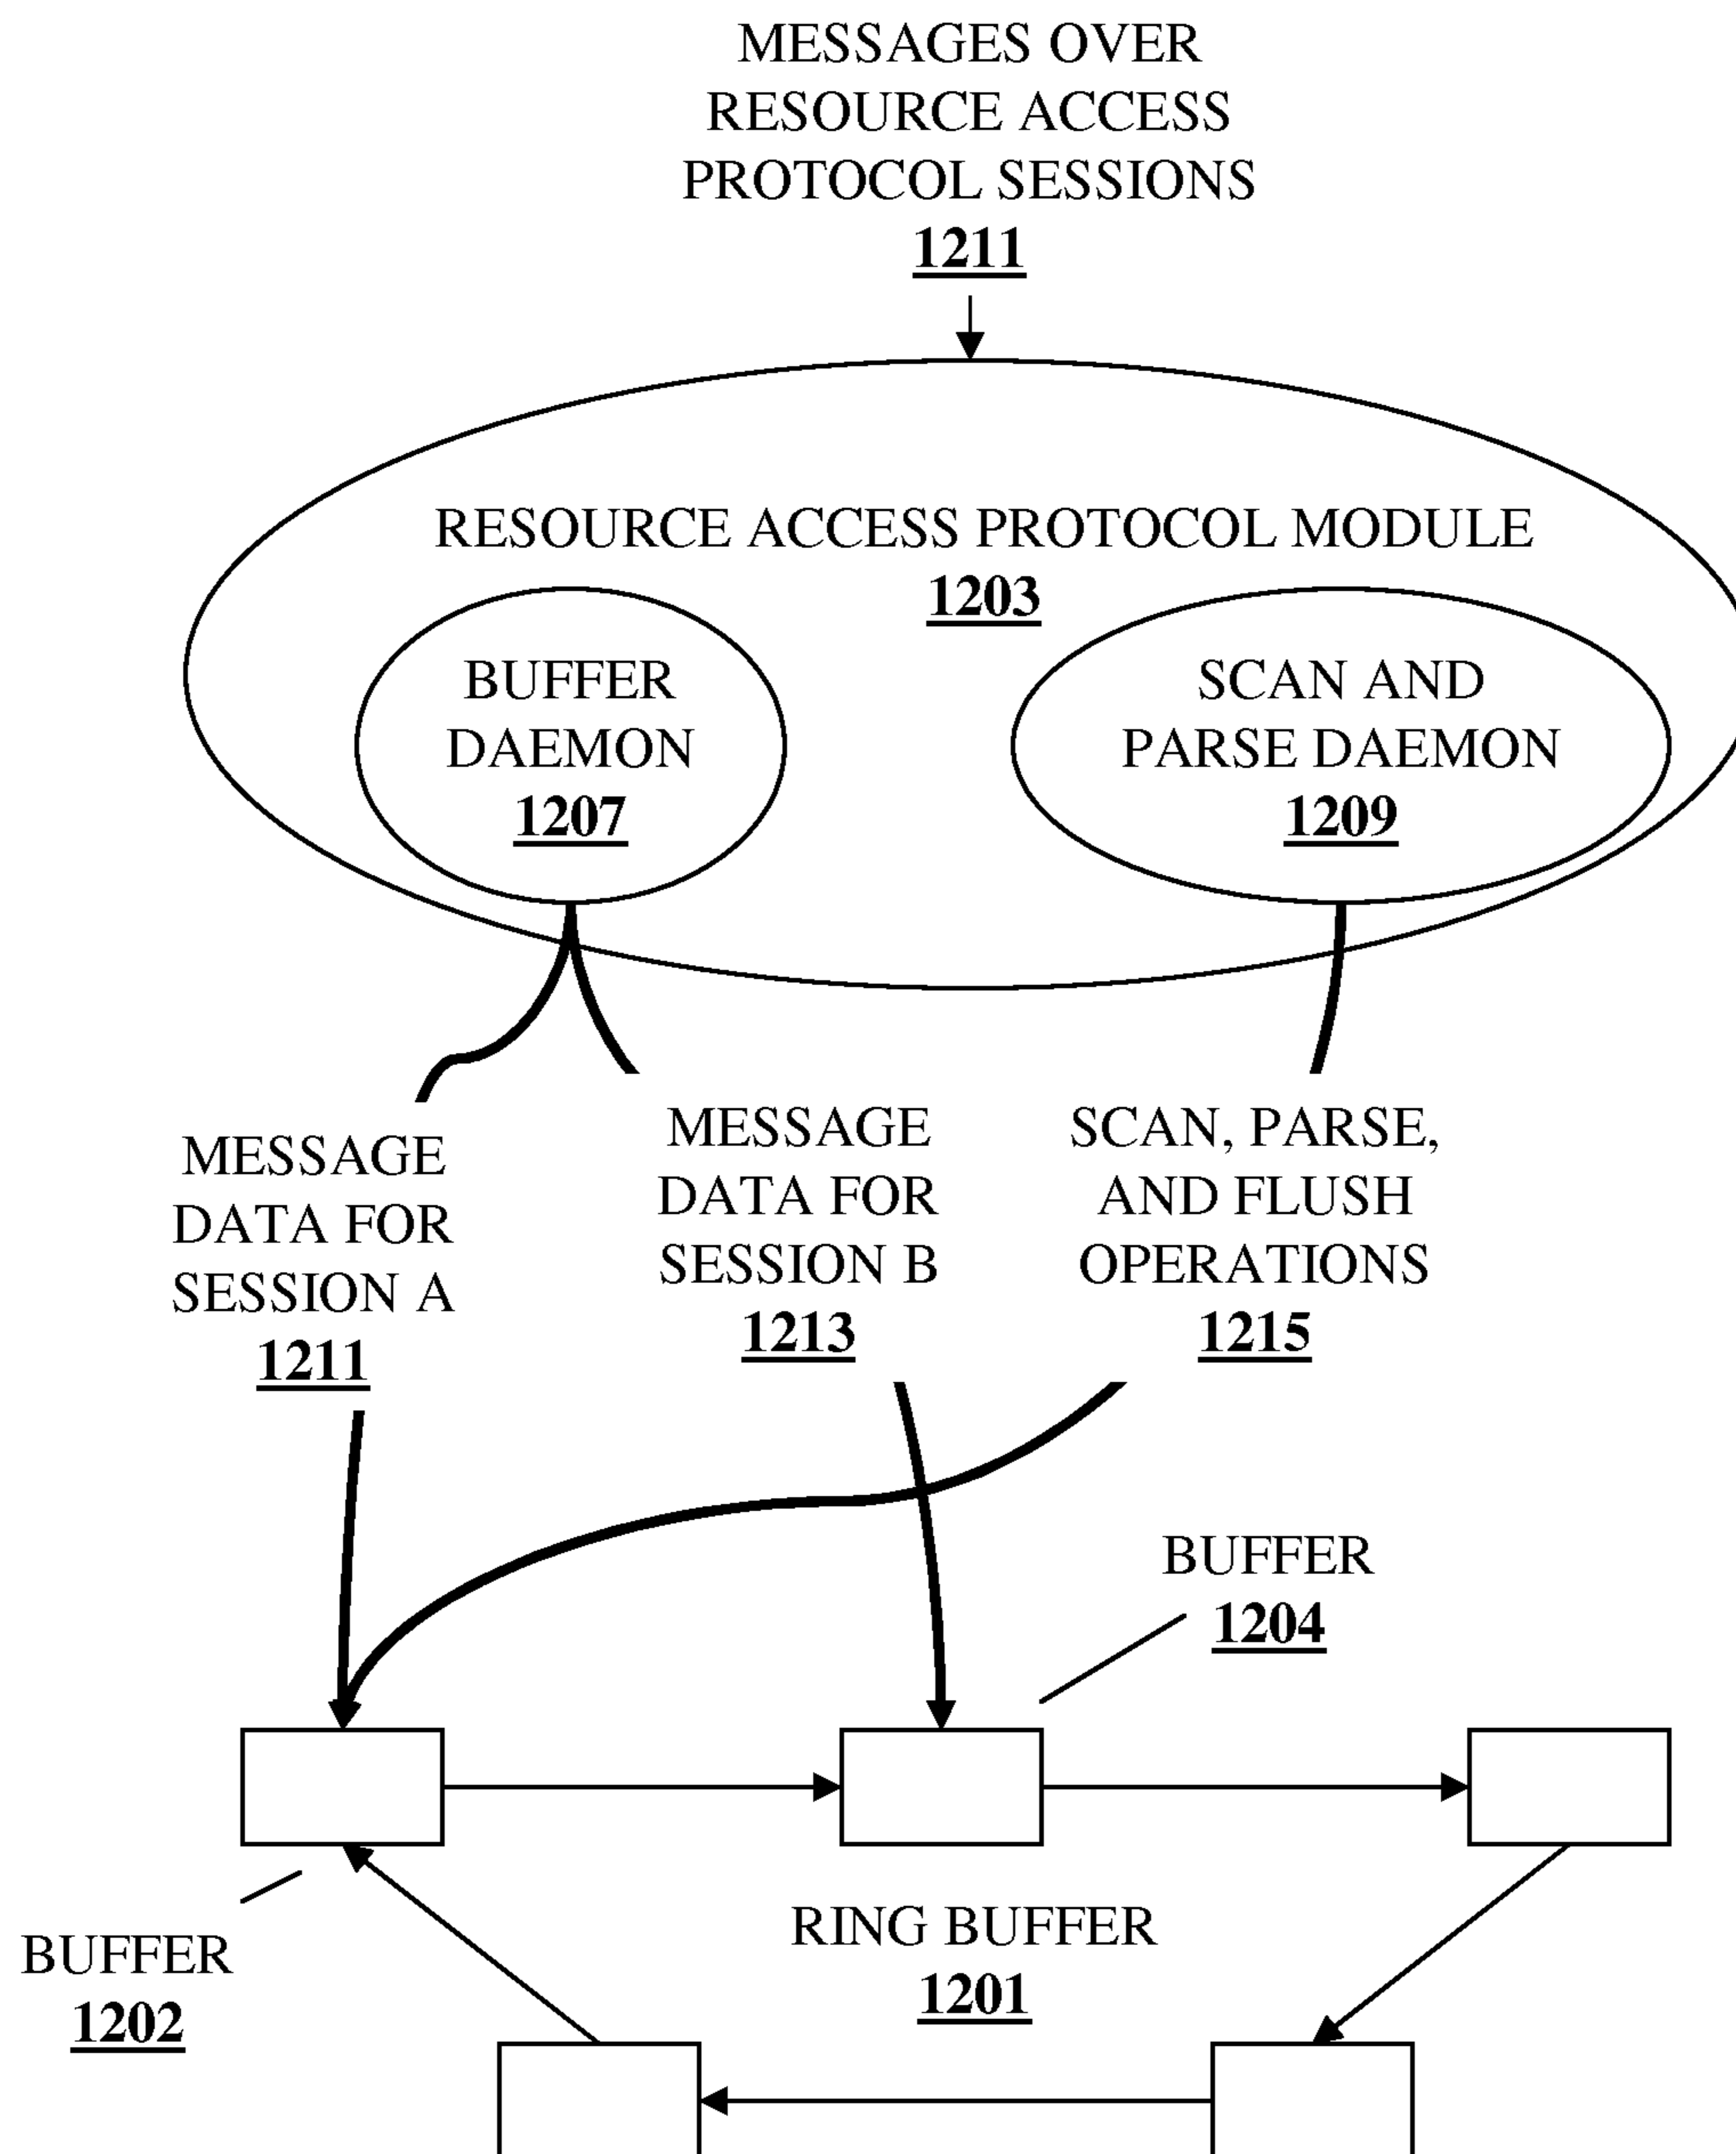 MESSAGES OVER
RESOURCE ACCESS
PROTOCOL SESSIONS
1211
RESOURCE ACCESS PROTOCOL MODULE
1203
BUFFER
DAEMON
1207
SCAN AND
PARSE DAEMON
1209
MESSAGE
DATA FOR
SESSION A
1211
MESSAGE
DATA FOR
SESSION B
1213
SCAN, PARSE,
AND FLUSH
OPERATIONS
1215
BUFFER
1204
BUFFER
1202
RING BUFFER
1201